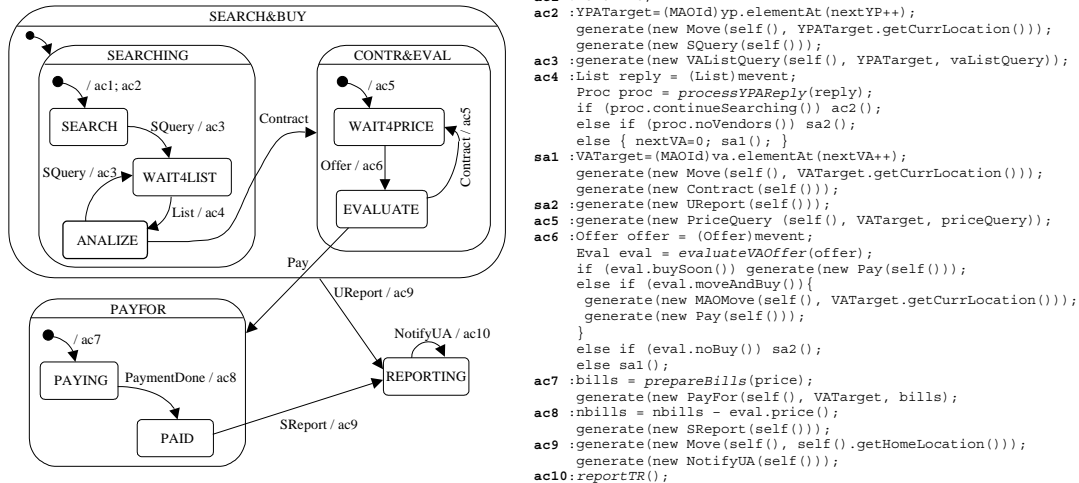 SEARCH&BUY
SEARCHING
/ ac1; ac2
SEARCH
SQuery / ac3
WAIT4LIST
SQuery / ac3
List / ac4
ANALIZE
Contract
CONTR&EVAL
/ ac5
WAIT4PRICE
Offer / ac6
Contract / ac5
EVALUATE
Pay
UReport / ac9
PAYFOR
/ ac7
PAYING
PaymentDone / ac8
PAID
SReport / ac9
NotifyUA / ac10
REPORTING
ac2 :YPATarget=(MAOId)yp.elementAt(nextYP++);
generate(new Move(self(), YPATarget.getCurrLocation()));
generate(new SQuery(self()));
ac3 :generate(new VAListQuery(self(), YPATarget, vaListQuery));
ac4 :List reply = (List)mevent;
Proc proc = processYPAReply(reply);
if (proc.continueSearching()) ac2();
else if (proc.noVendors()) sa2();
else { nextVA=0; sa1(); }
sa1 :VATarget=(MAOId)va.elementAt(nextVA++);
generate(new Move(self(), VATarget.getCurrLocation()));
generate(new Contract(self()));
sa2 :generate(new UReport(self()));
ac5 :generate(new PriceQuery (self(), VATarget, priceQuery));
ac6 :Offer offer = (Offer)mevent;
Eval eval = evaluateVAOffer(offer);
if (eval.buySoon()) generate(new Pay(self()));
else if (eval.moveAndBuy()){
generate(new MAOMove(self(), VATarget.getCurrLocation()));
generate(new Pay(self()));
}
else if (eval.noBuy()) sa2();
else sa1();
ac7 :bills = prepareBills(price);
generate(new PayFor(self(), VATarget, bills);
ac8 :nbills = nbills - eval.price();
generate(new SReport(self()));
ac9 :generate(new Move(self(), self().getHomeLocation()));
generate(new NotifyUA(self()));
ac10:reportTR();